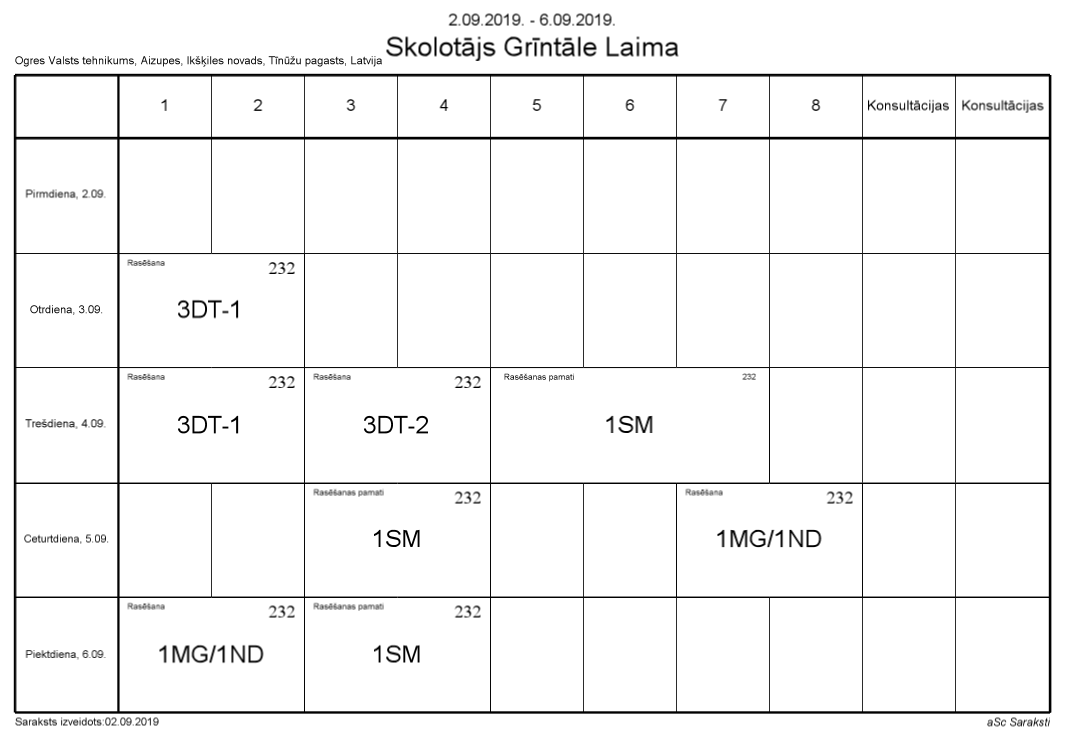 2.09.2019. - 6.09.2019.
Skolotājs Grīntāle Laima
Ogres Valsts tehnikums, Aizupes, Ikšķiles novads, Tīnūžu pagasts, Latvija
1 2 3 4 5 6 7 8 Konsultācijas Konsultācijas
Pirmdiena, 2.09.
Rasēšana 232
Otrdiena, 3.09. 3DT-1
Rasēšana 232 Rasēšana 232 Rasēšanas pamati 232
Trešdiena, 4.09. 3DT-1 3DT-2 1SM
Rasēšanas pamati 232 Rasēšana 232
Ceturtdiena, 5.09. 1SM 1MG/1ND
Rasēšana 232 Rasēšanas pamati 232
Piektdiena, 6.09. 1MG/1ND 1SM
Saraksts izveidots:02.09.2019 aSc Saraksti